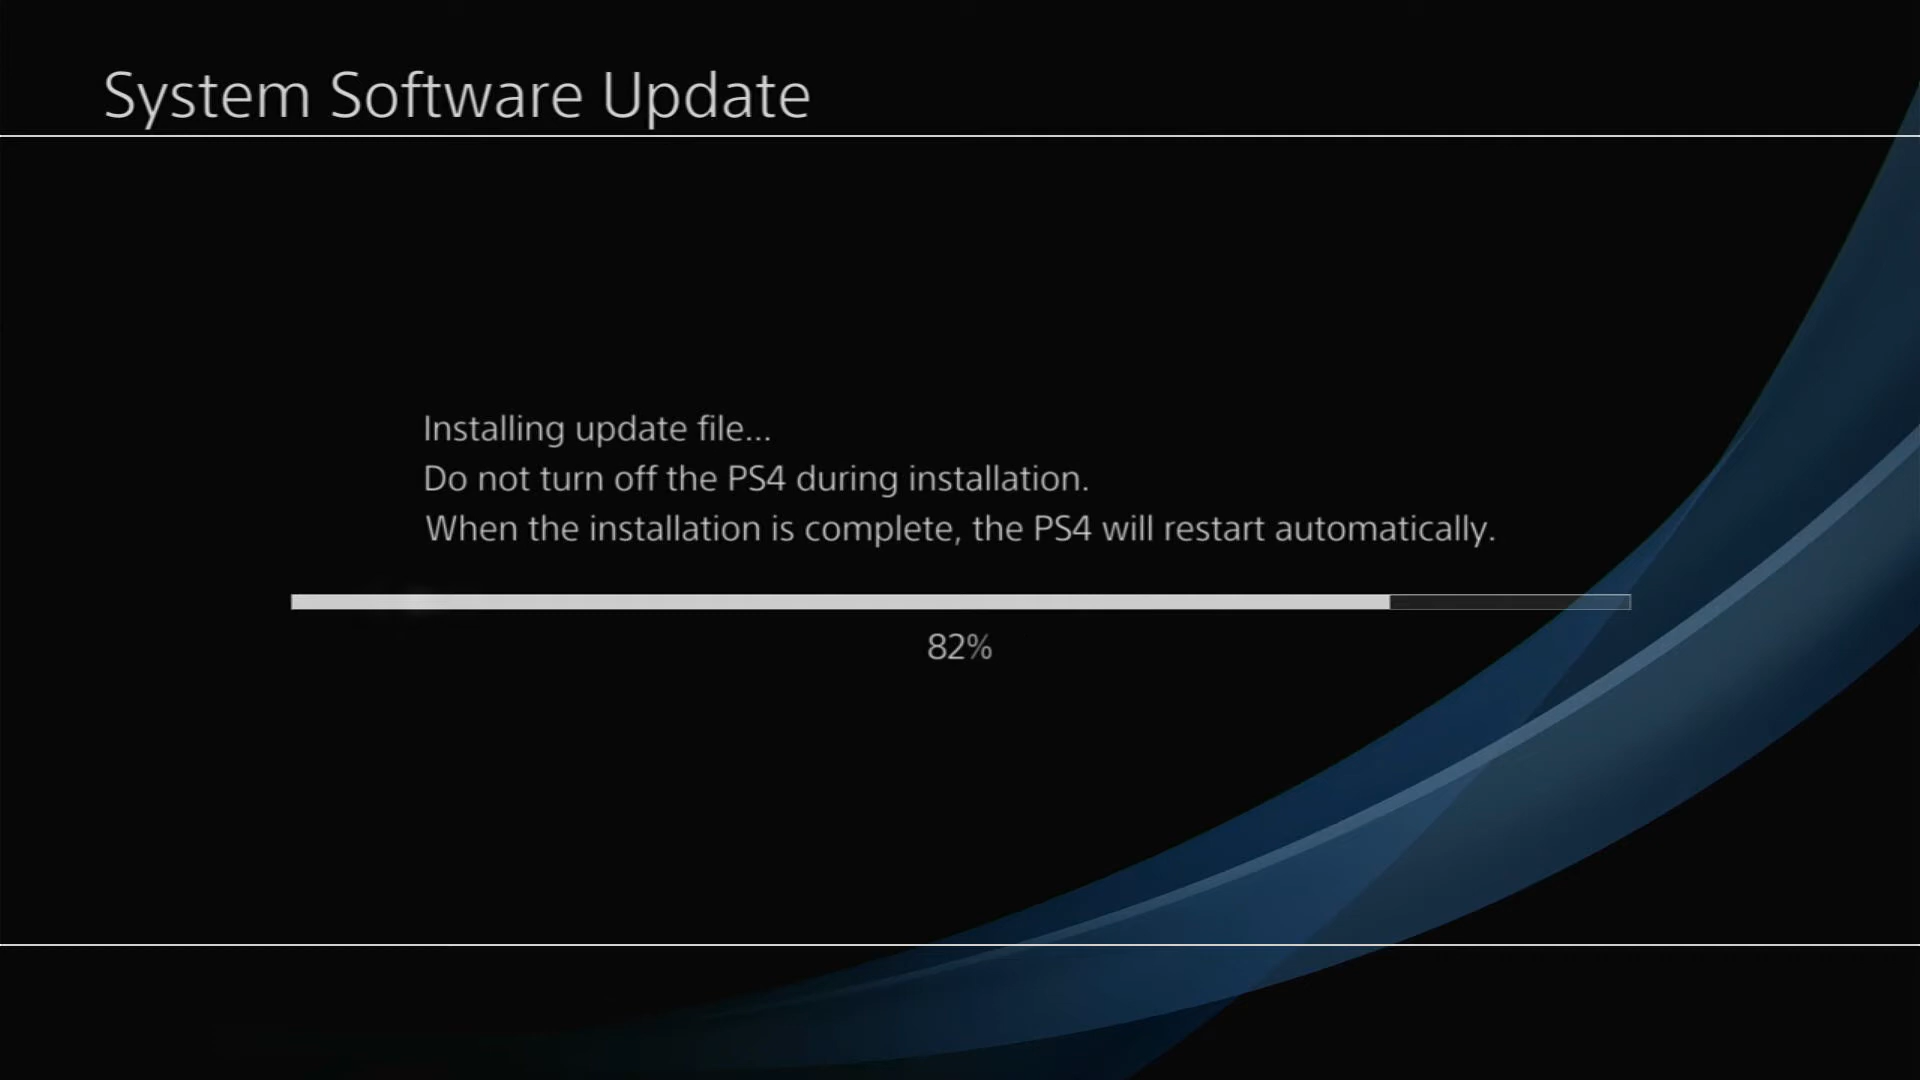 System Software Update
Installing update file...
Do not turn off the PS4 during installation.
When the installation is complete, the PS4 will restart automatically.
82%